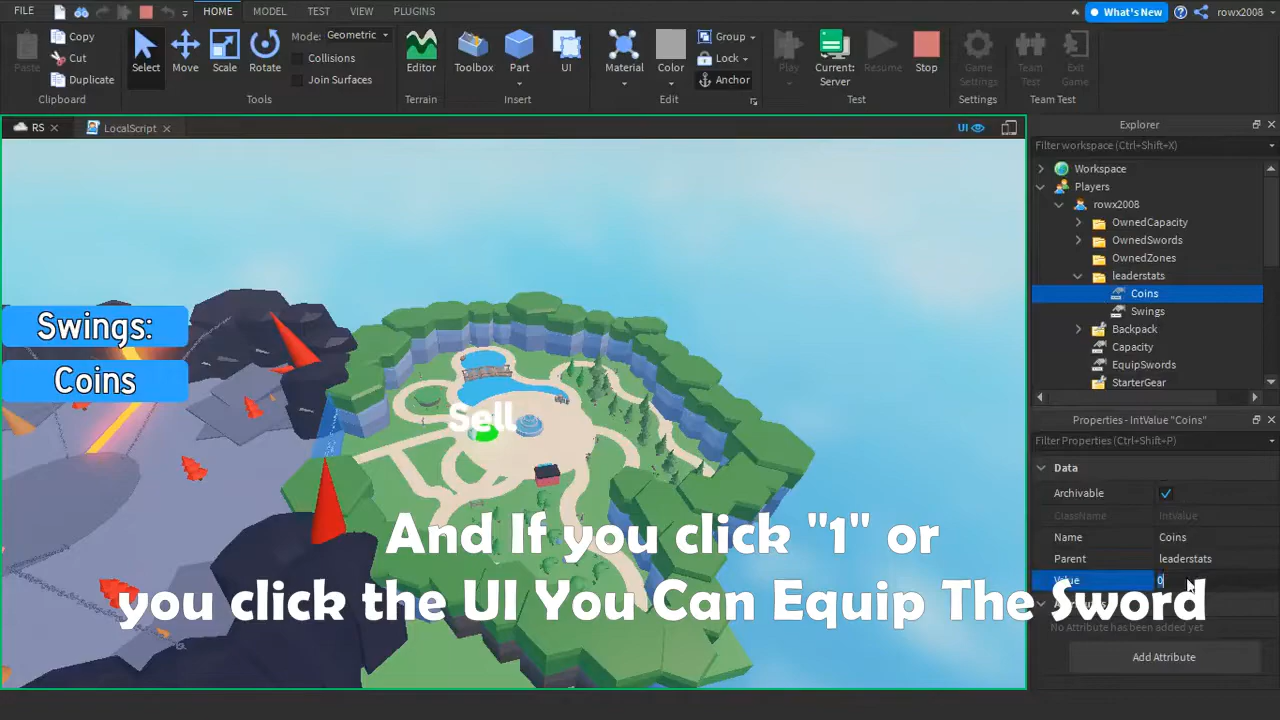 FILE
HOME
MODEL
TEST
VIEW
PLUGINS
What's New
rowx2008
Paste
Copy
Cut
Duplicate
Clipboard
Select
Move
Scale
Rotate
Mode: Geometric
Collisions
Join Surfaces
Tools
Editor
Terrain
Toolbox
Part
UI
Insert
Material
Color
Group
Lock
Anchor
Edit
Play
Current:
Server
Resume
Stop
Test
Game
Settings
Settings
Team
Test
Exit
Game
Team Test
RS
LocalScript
UI
Swings:
Coins
Sell
And If you click "1" or
you click the UI You Can Equip The Sword
Explorer
Filter workspace (Ctrl+Shift+X)
Workspace
Players
rowx2008
OwnedCapacity
OwnedSwords
OwnedZones
leaderstats
Coins
Swings
Backpack
Capacity
EquipSwords
StarterGear
Properties - IntValue "Coins"
Filter Properties (Ctrl+Shift+P)
Data
Archivable
ClassName IntValue
Name Coins
Parent leaderstats
Value 0
No Attribute has been added yet
Add Attribute